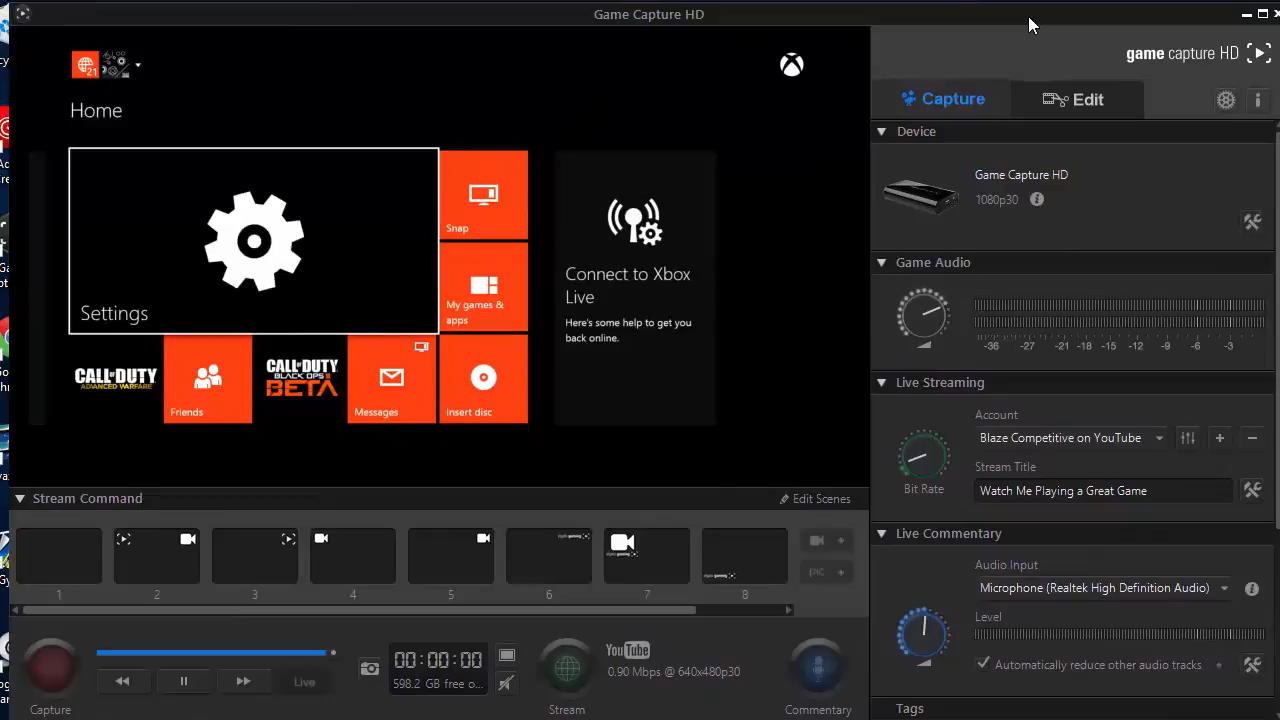 Game Capture HD
game capture HD
21
Home
Settings
Snap
My games &
apps
CALL OF DUTY
ADVANCED WARFARE
Friends
CALL OF DUTY
BLACK OPS III
BETA
Messages
Insert disc
Connect to Xbox
Live
Here's some help to get you
back online.
Capture
Edit
Device
Game Capture HD
1080p30
Game Audio
-36 -27 -21 -18 -15 -12 -9 -6 -3
Live Streaming
Account
Blaze Competitive on YouTube
Bit Rate
Stream Title
Watch Me Playing a Great Game
Live Commentary
Audio Input
Microphone (Realtek High Definition Audio)
Level
Automatically reduce other audio tracks
Tags
Stream Command
Edit Scenes
1 2 3 4 5 6 7 8
PIC
Live
00:00:00
598.2 GB free o...
YouTube
0.90 Mbps @ 640x480p30
Capture
Stream
Commentary